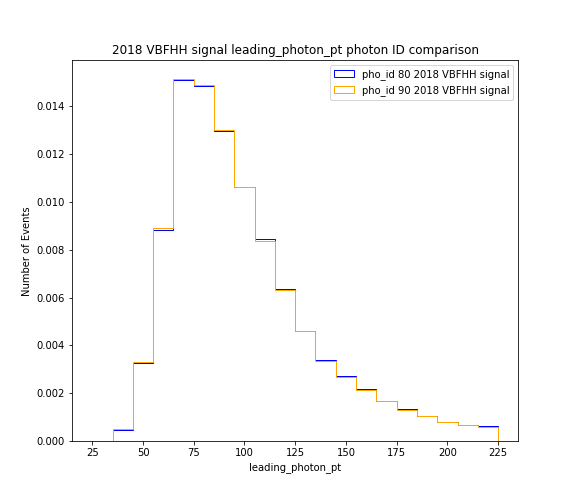 2018 VBFHH signal leading_photon_pt photon ID comparison
pho_id 80 2018 VBFHH signal
pho_id 90 2018 VBFHH signal
Number of Events
0.014
0.012
0.010
0.008
0.006
0.004
0.002
0.000
25 50 75 100 125 150 175 200 225
leading_photon_pt